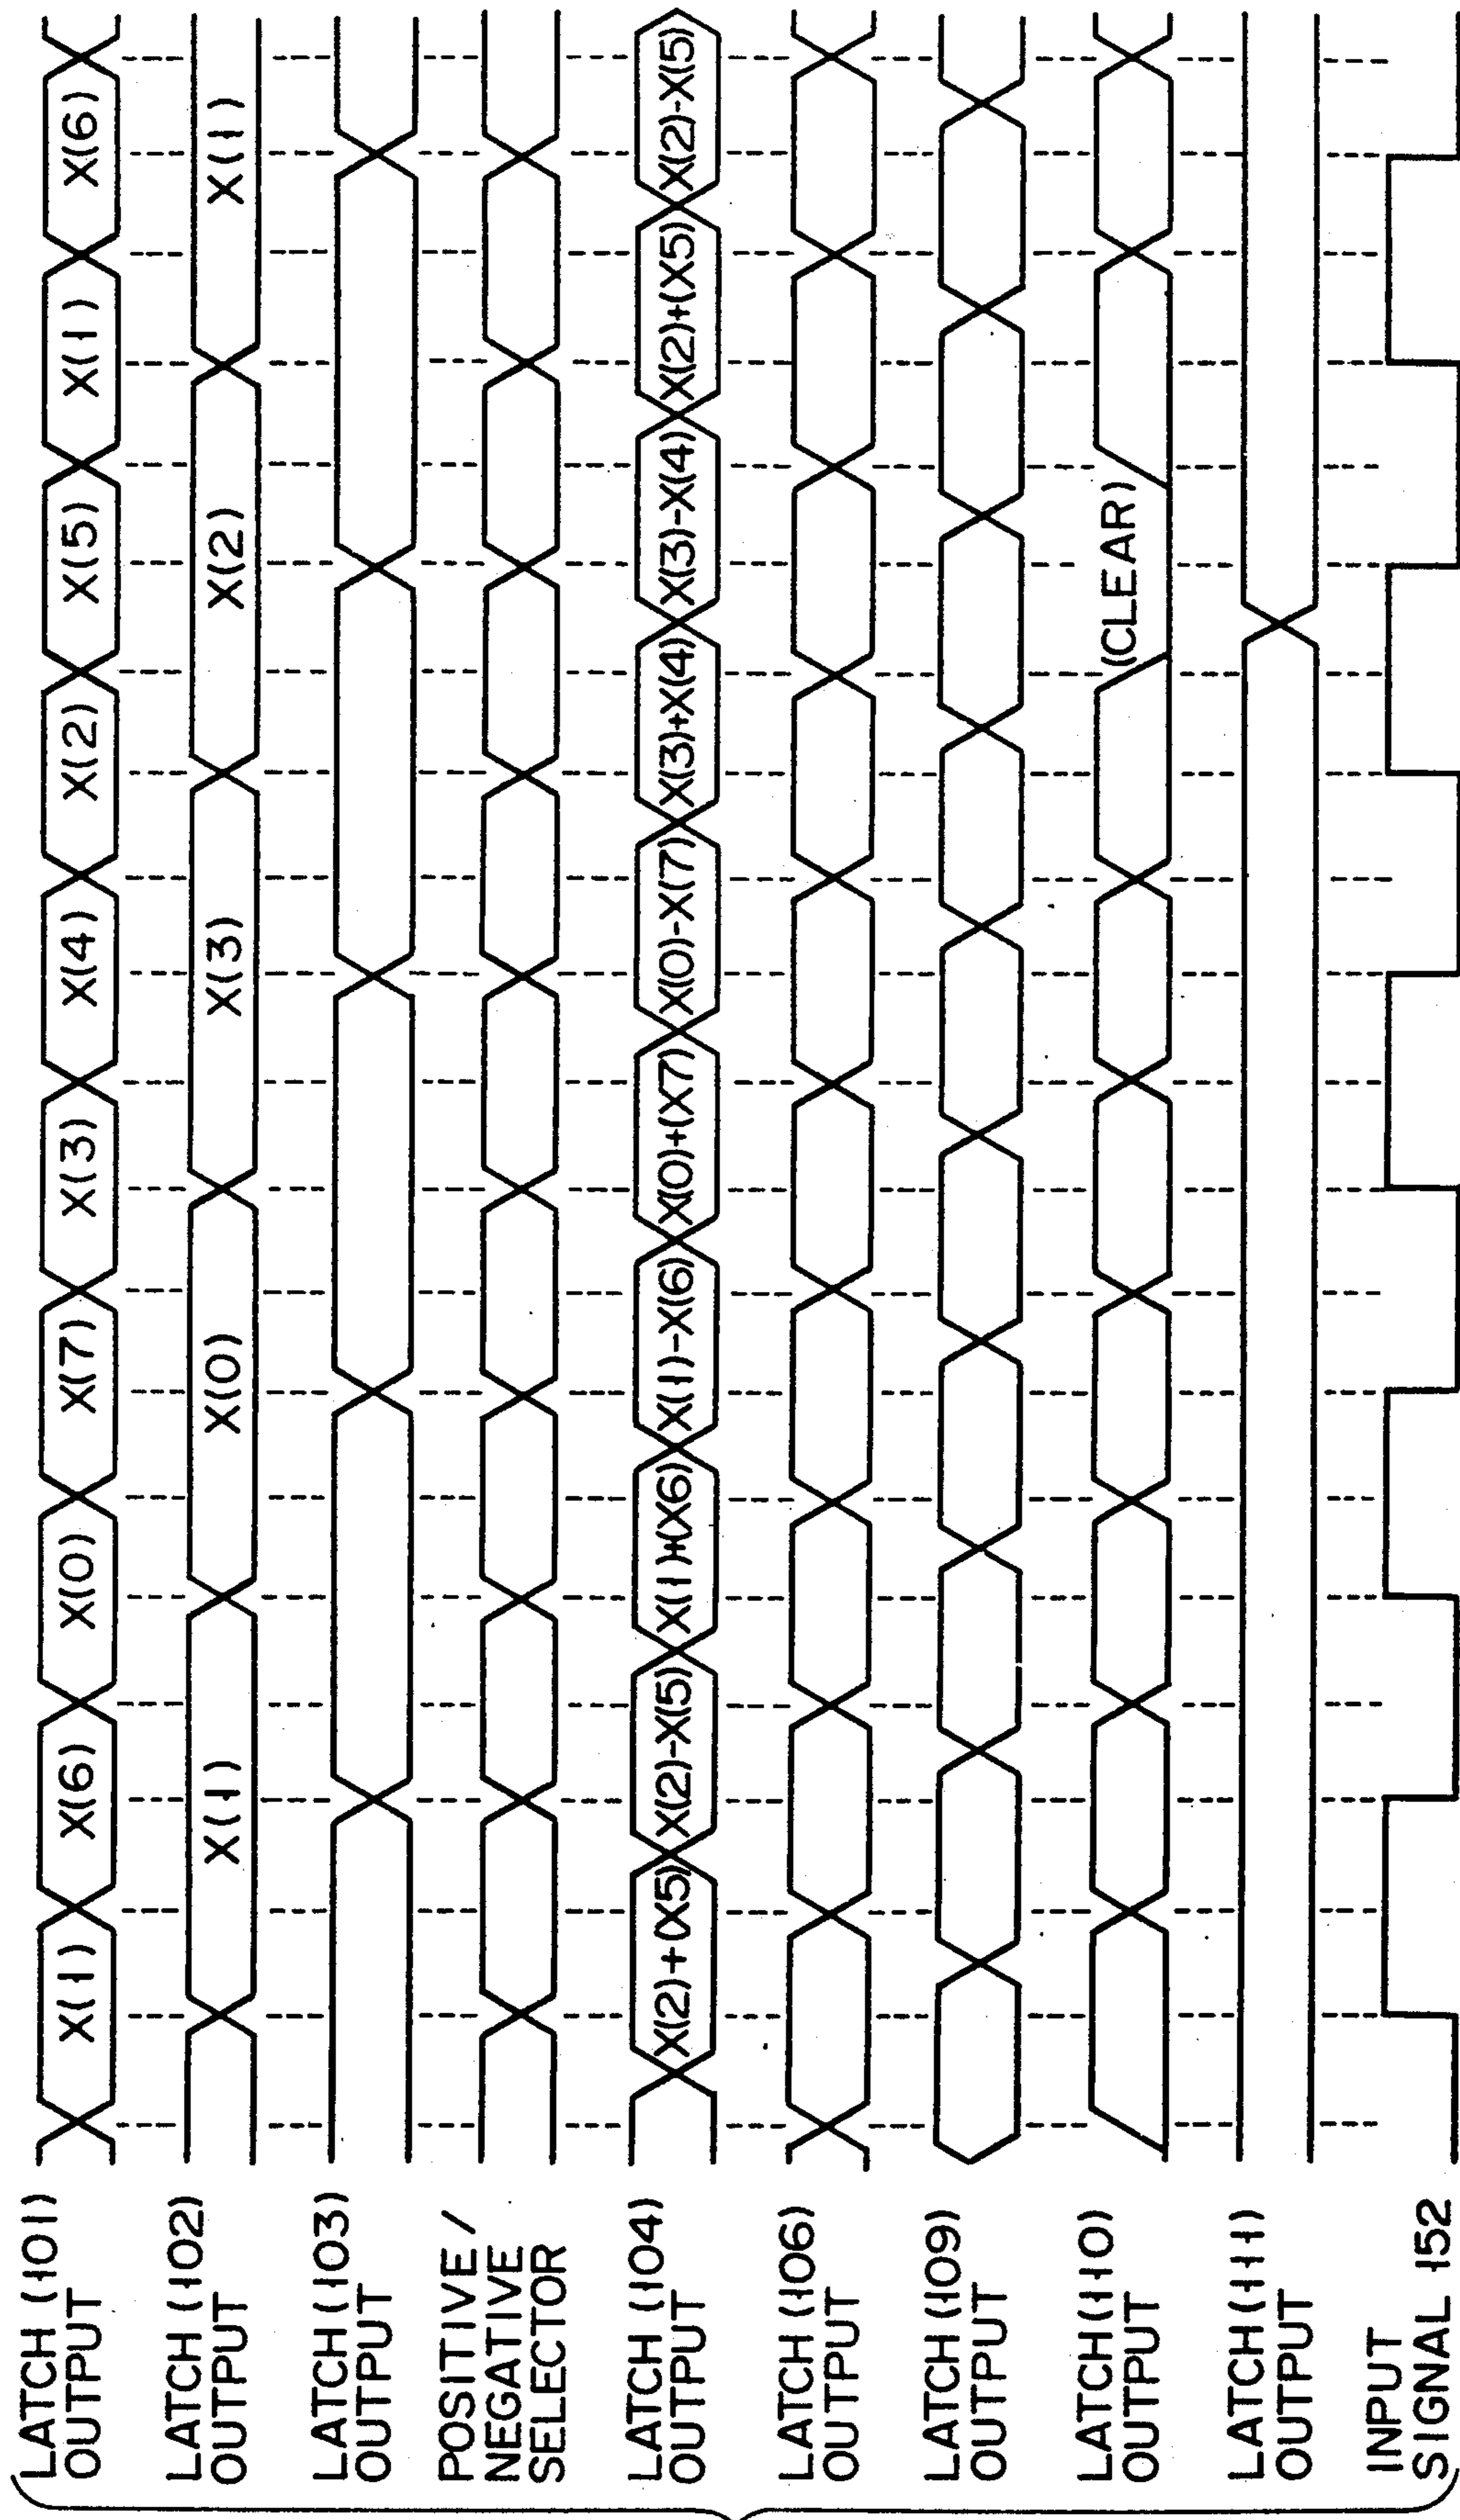 LATCH (101)
OUTPUT
X(1) X(6) X(0) X(7) X(3) X(4) X(2) X(5) X(1) X(6)
LATCH (102)
OUTPUT
X(1) X(0) X(3) X(2) X(1)
LATCH (103)
OUTPUT
POSITIVE /
NEGATIVE
SELECTOR
LATCH (104)
OUTPUT
X(2)+(X5) X(2)-X(5) X(1)+(X6) X(1)-X(6) X(0)+(X7) X(0)-X(7) X(3)+X(4) X(3)-X(4) X(2)+(X5) X(2)-X(5)
LATCH (106)
OUTPUT
LATCH (109)
OUTPUT
LATCH (110)
OUTPUT
(CLEAR)
LATCH (111)
OUTPUT
INPUT
SIGNAL 152